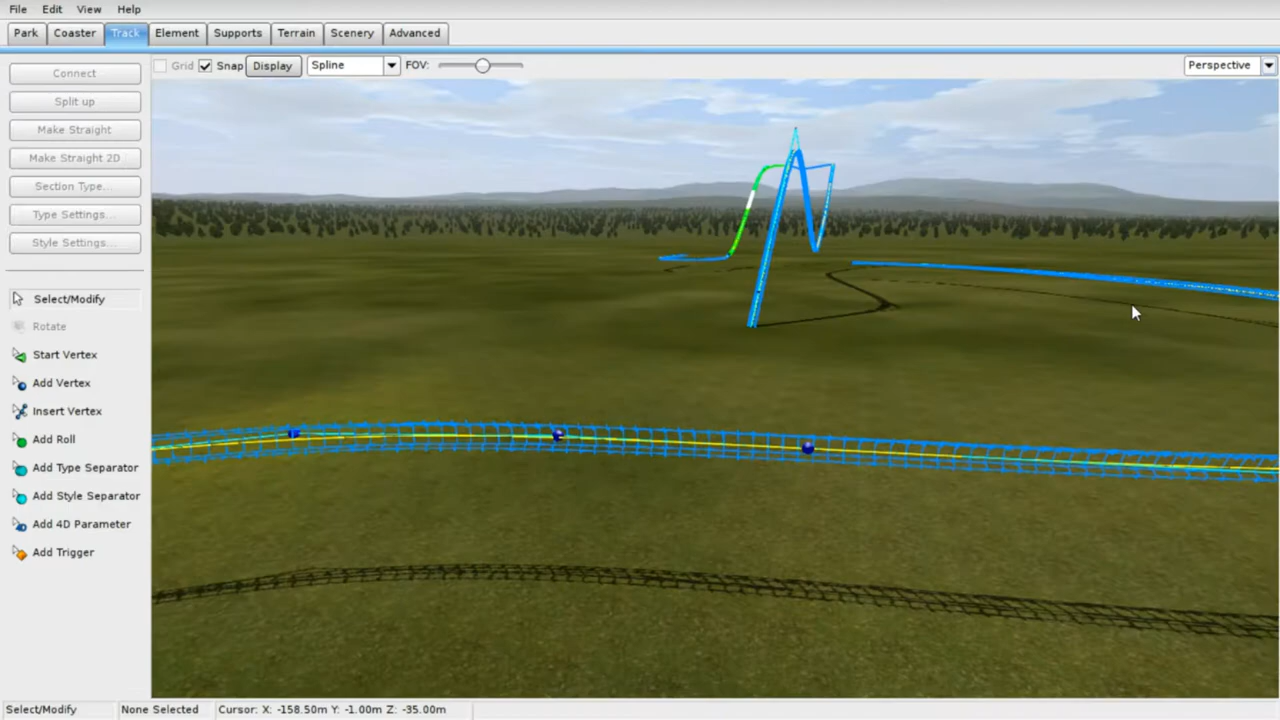 File Edit View Help
Park Coaster Track Element Supports Terrain Scenery Advanced
Grid Snap Display Spline FOV: Perspective
Connect
Split up
Make Straight
Make Straight 2D
Section Type...
Type Settings...
Style Settings...
Select/Modify
Rotate
Start Vertex
Add Vertex
Insert Vertex
Add Roll
Add Type Separator
Add Style Separator
Add 4D Parameter
Add Trigger
Select/Modify None Selected Cursor: X: -158.50m Y: -1.00m Z: -35.00m